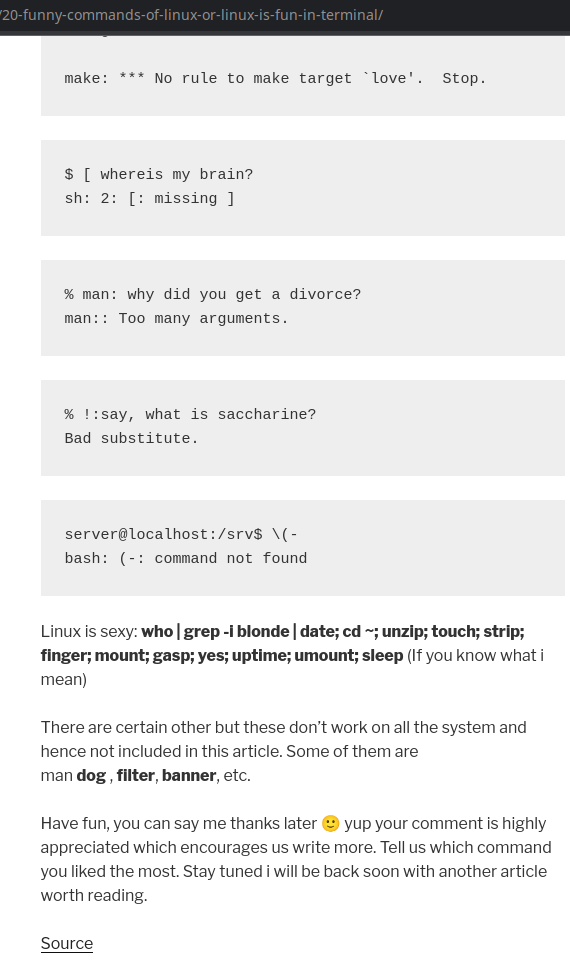 /20-funny-commands-of-linux-or-linux-is-fun-in-terminal/
make: *** No rule to make target `love'.  Stop.
$ [ whereis my brain?
sh: 2: [: missing ]
% man: why did you get a divorce?
man:: Too many arguments.
% !:say, what is saccharine?
Bad substitute.
server@localhost:/srv$ \(-
bash: (-: command not found
Linux is sexy: who | grep -i blonde | date; cd ~; unzip; touch; strip;
finger; mount; gasp; yes; uptime; umount; sleep (If you know what i
mean)
There are certain other but these don’t work on all the system and
hence not included in this article. Some of them are
man dog , filter, banner, etc.
Have fun, you can say me thanks later 🙂 yup your comment is highly
appreciated which encourages us write more. Tell us which command
you liked the most. Stay tuned i will be back soon with another article
worth reading.
Source